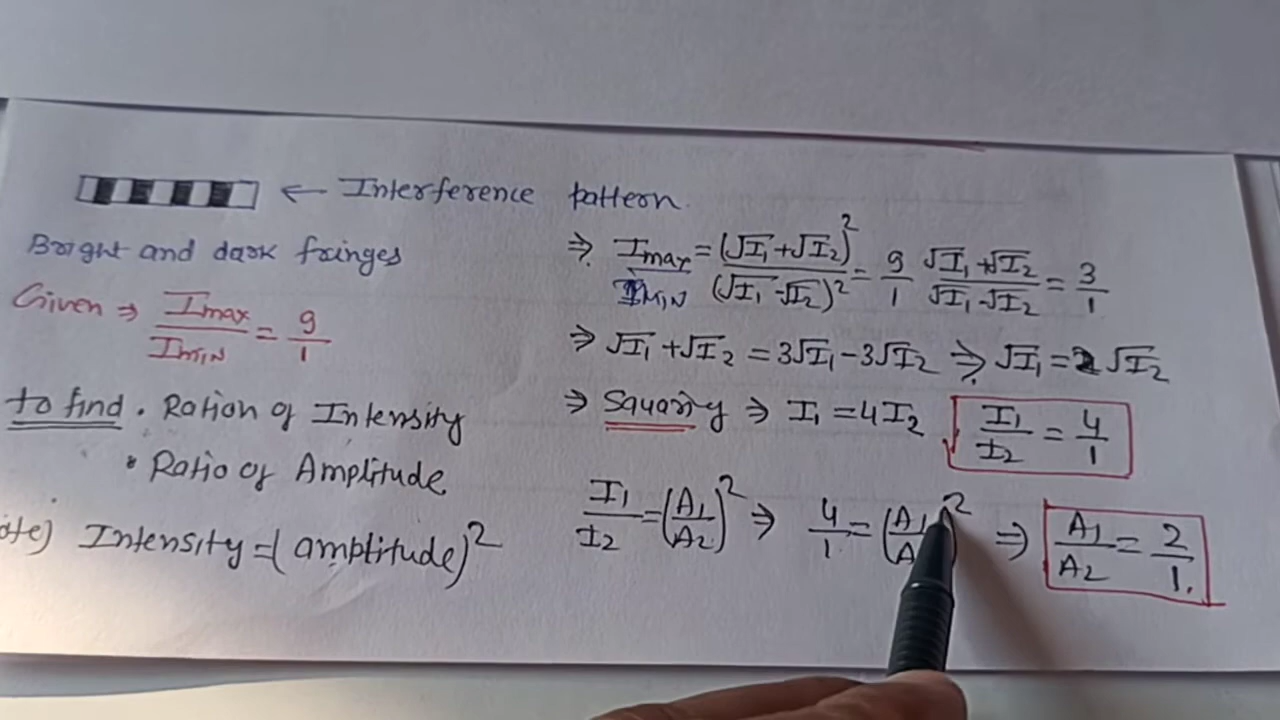 ← Interference pattern.
Bright and dark fringes
Given ⇒ Imax/IMIN = 9/1
to find • Ration of Intensity
• Ratio of Amplitude
ote) Intensity = (amplitude)²
⇒ Imax/IMIN = (√I₁+√I₂)²/(√I₁-√I₂)² = 9/1 √I₁+√I₂/√I₁-√I₂ = 3/1
⇒ √I₁+√I₂ = 3√I₁-3√I₂ ⇒ √I₁ = 2√I₂
⇒ Squaring ⇒ I₁ = 4I₂ I₁/I₂ = 4/1
I₁/I₂ = (A₁/A₂)² ⇒ 4/1 = (A₁/A)² ⇒ A₁/A₂ = 2/1.